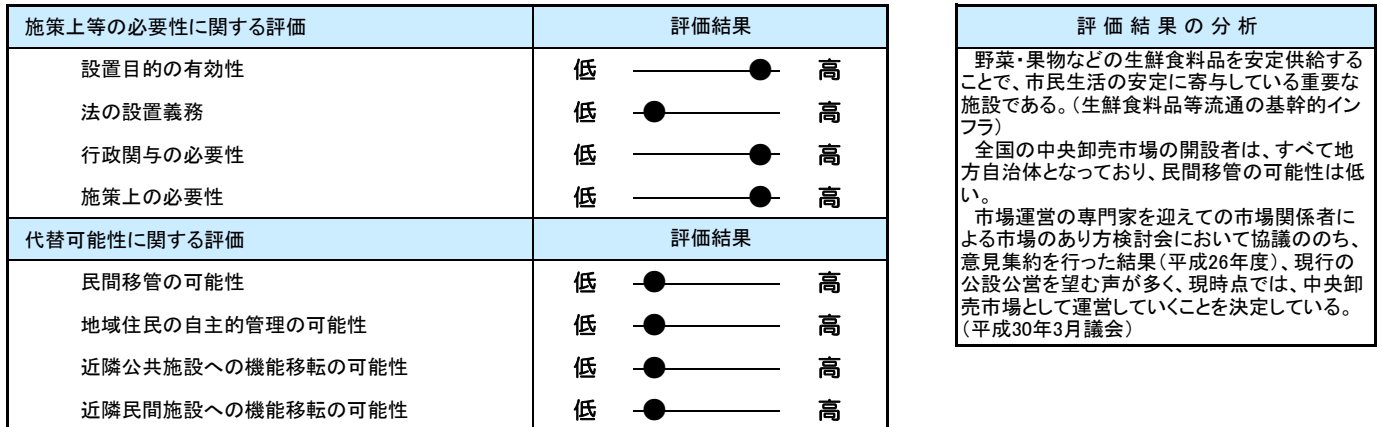 施策上等の必要性に関する評価 評価結果
設置目的の有効性 低 高
法の設置義務 低 高
行政関与の必要性 低 高
施策上の必要性 低 高
代替可能性に関する評価 評価結果
民間移管の可能性 低 高
地域住民の自主的管理の可能性 低 高
近隣公共施設への機能移転の可能性 低 高
近隣民間施設への機能移転の可能性 低 高
評価結果の分析
野菜・果物などの生鮮食料品を安定供給する
ことで、市民生活の安定に寄与している重要な
施設である。(生鮮食料品等流通の基幹的イン
フラ)
全国の中央卸売市場の開設者は、すべて地
方自治体となっており、民間移管の可能性は低
い。
市場運営の専門家を迎えての市場関係者に
よる市場のあり方検討会において協議ののち、
意見集約を行った結果(平成26年度)、現行の
公設公営を望む声が多く、現時点では、中央卸
売市場として運営していくことを決定している。
(平成30年3月議会)